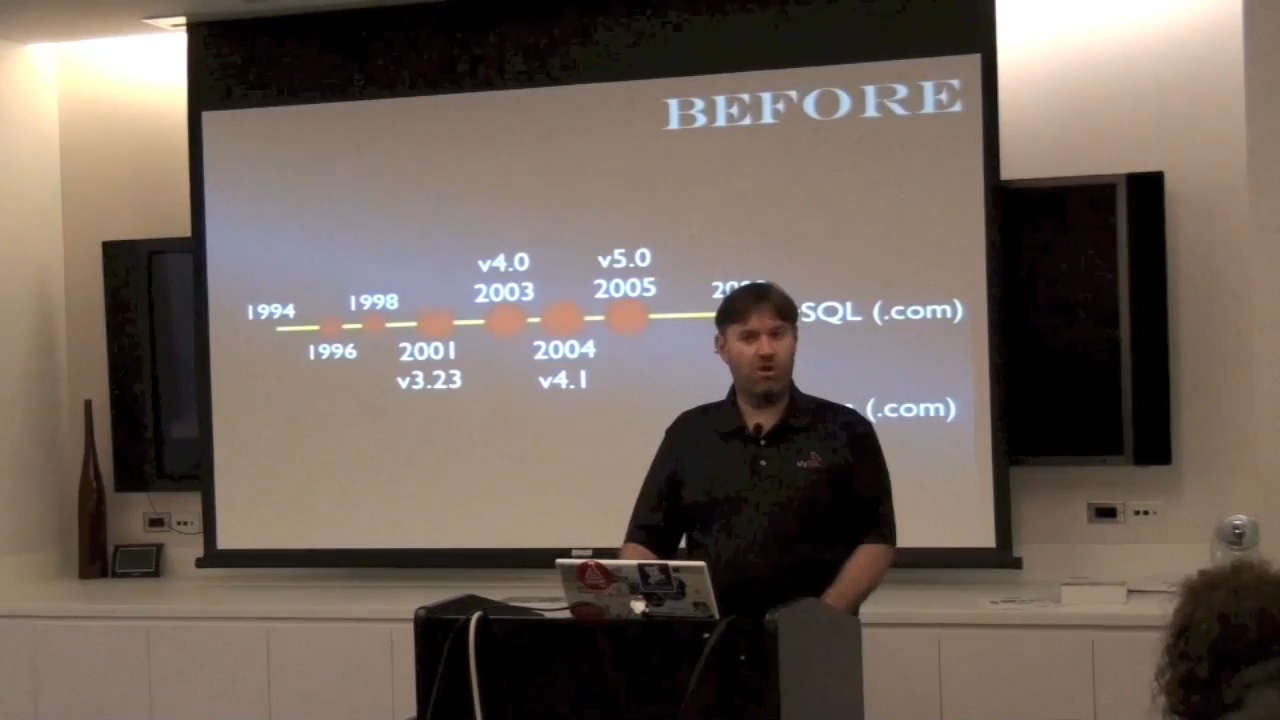 BEFORE
v4.0
v5.0
1994
1998
2003
2005
SQL (.com)
1996
2001
2004
v3.23
v4.1
(.com)